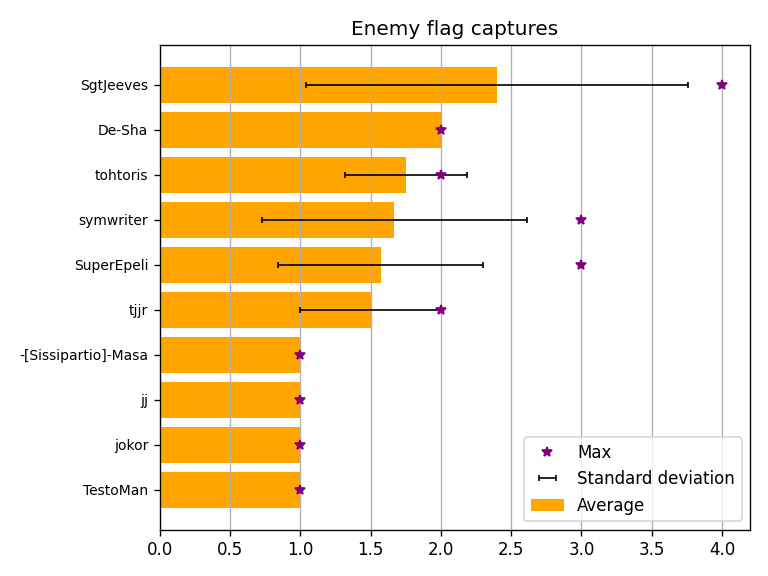 Enemy flag captures
SgtJeeves
De-Sha
tohtoris
symwriter
SuperEpeli
tjjr
-[Sissipartio]-Masa
jj
jokor
TestoMan
Max
Standard deviation
Average
0.0 0.5 1.0 1.5 2.0 2.5 3.0 3.5 4.0